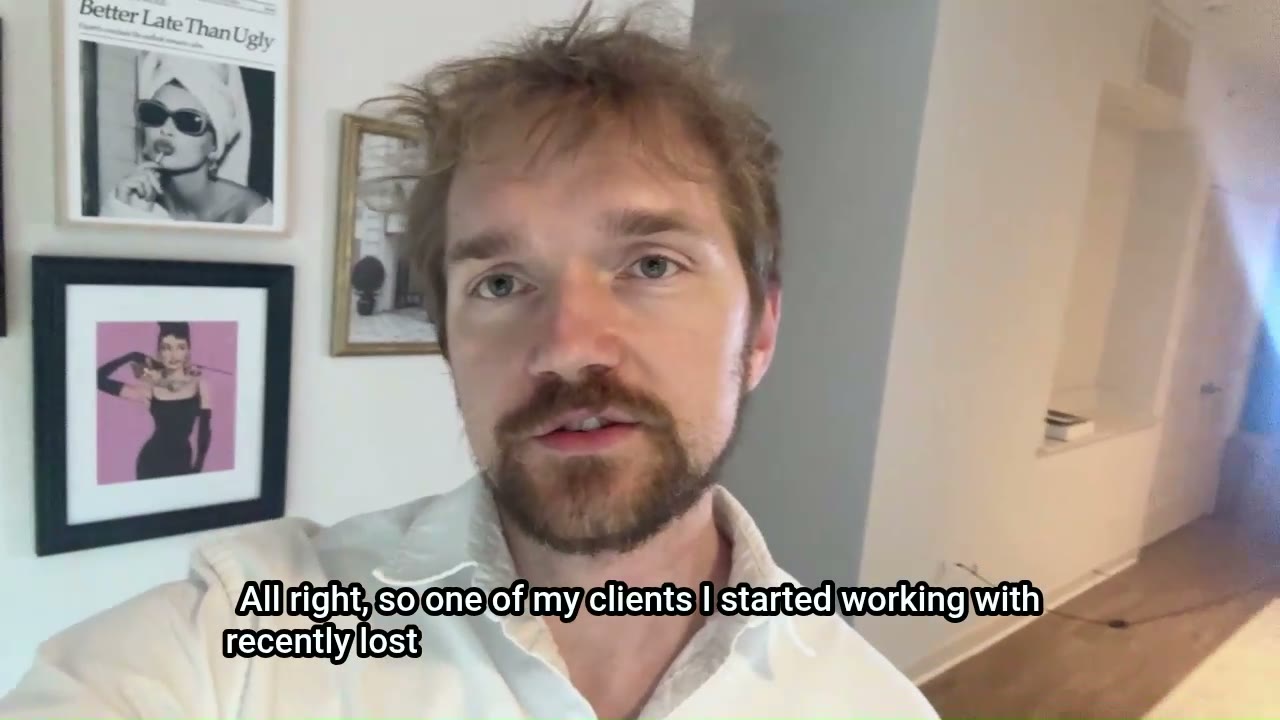 Better Late Than Ugly
All right, so one of my clients I started working with
recently lost